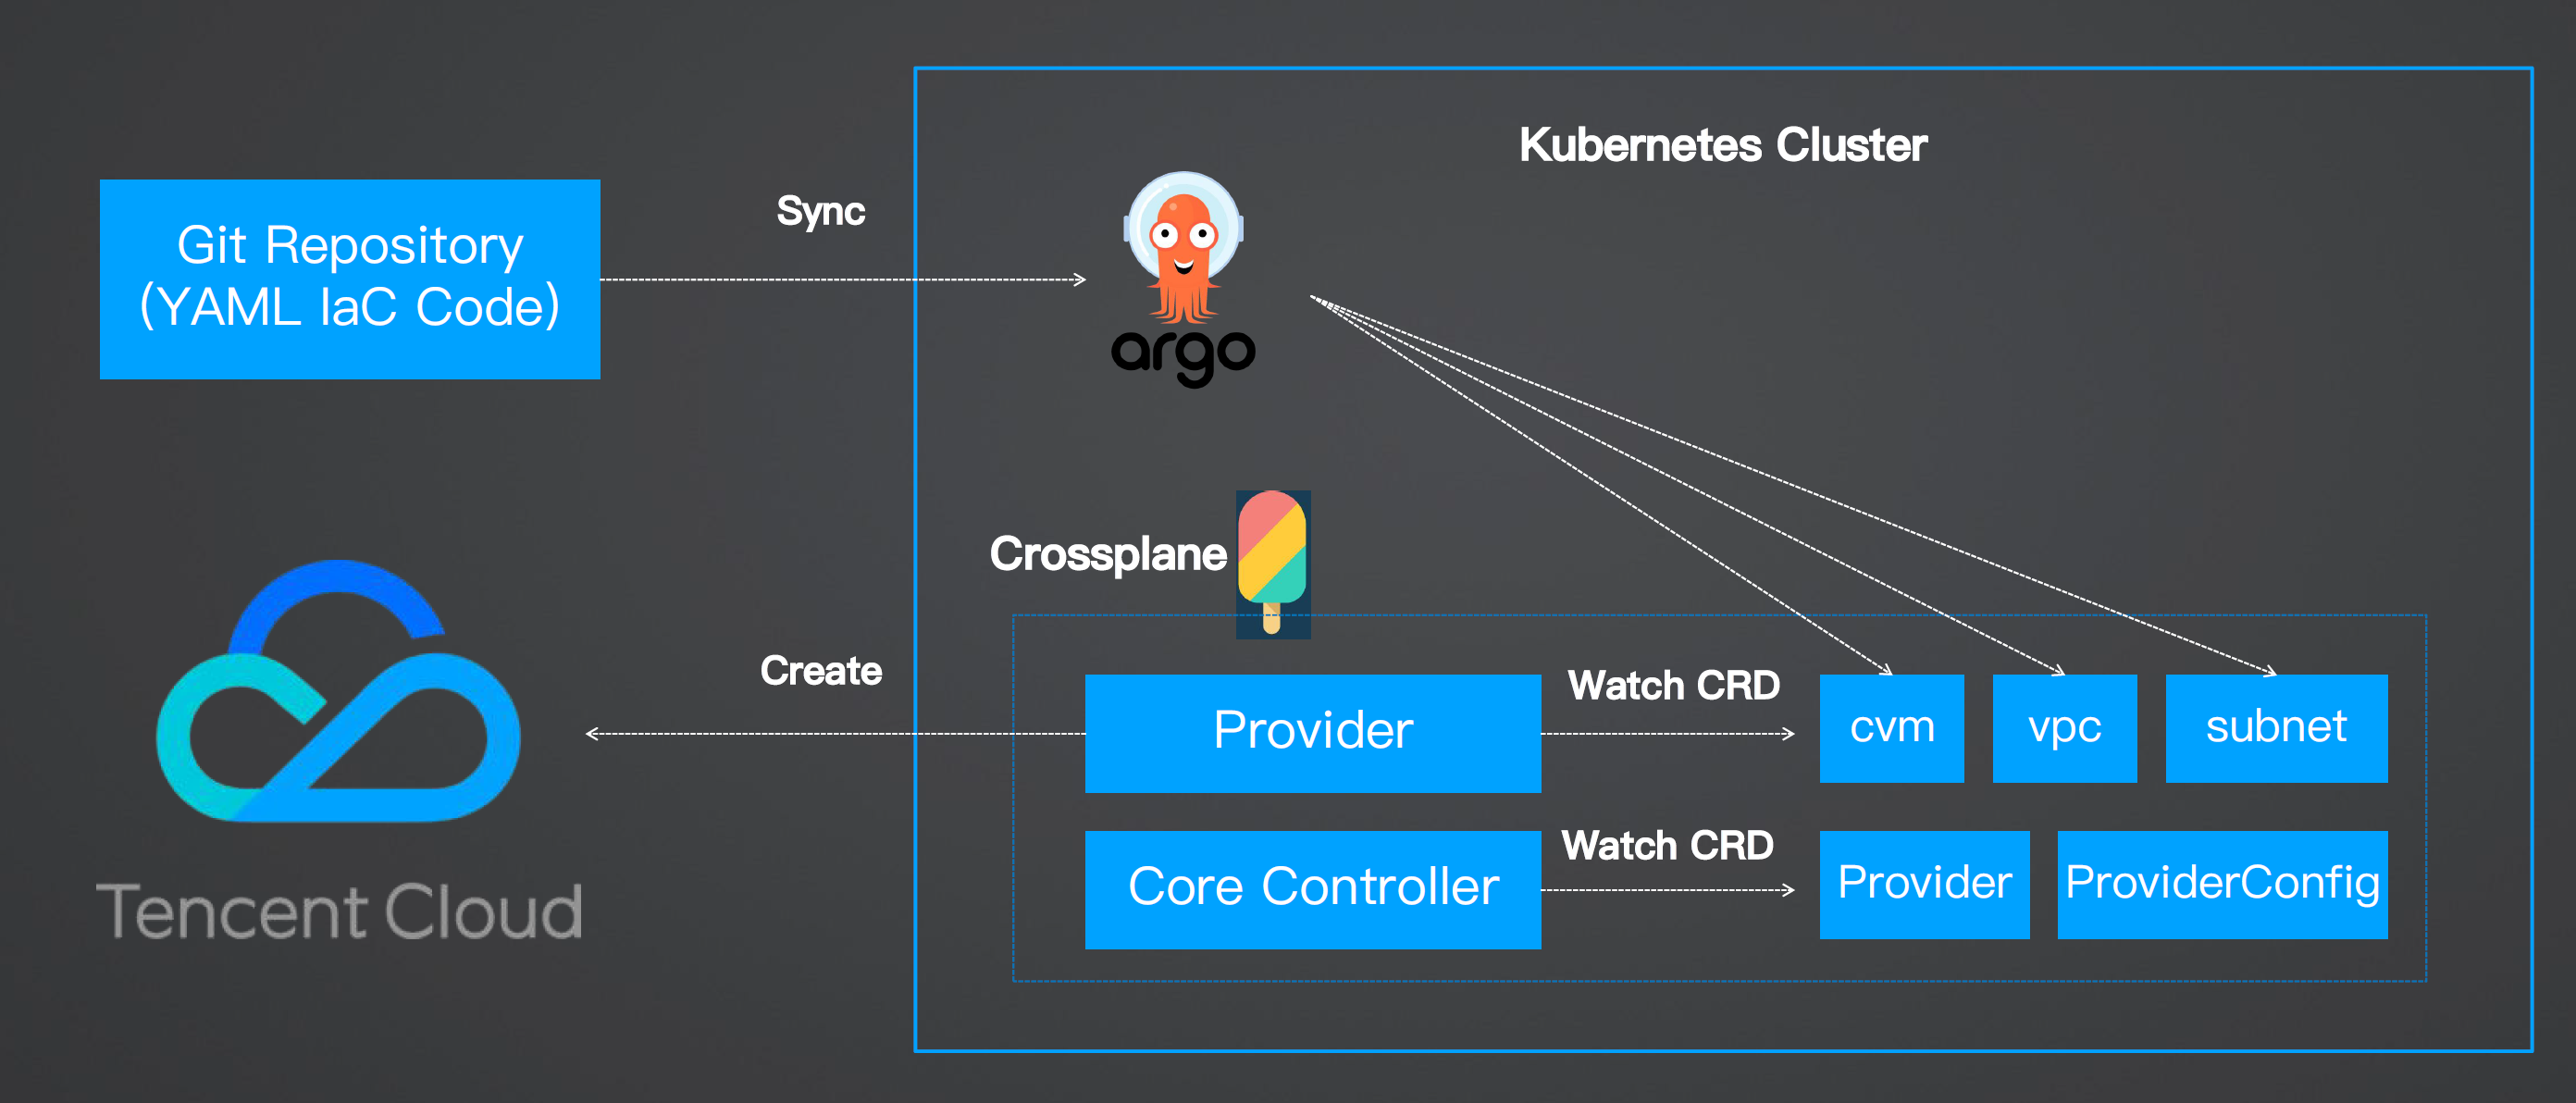 Kubernetes Cluster
Sync
Git Repository
(YAML IaC Code)
argo
Crossplane
Create
Provider
Watch CRD
cvm
vpc
subnet
Core Controller
Watch CRD
Provider
ProviderConfig
Tencent Cloud